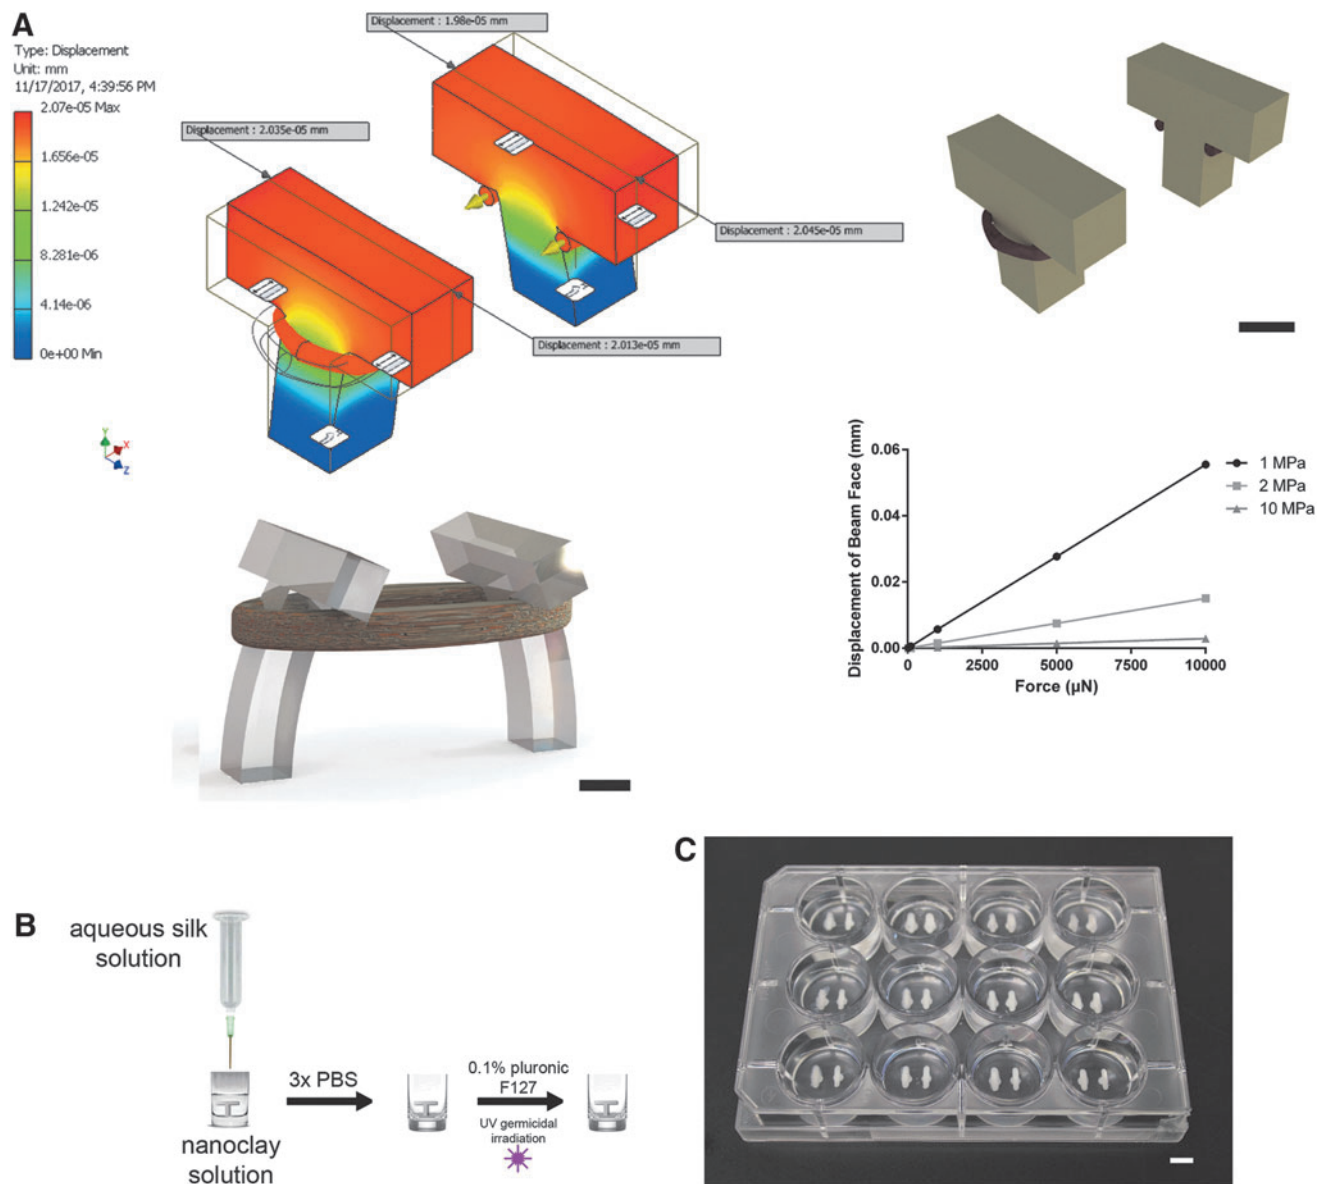 A
Type: Displacement
Unit: mm
11/17/2017, 4:39:56 PM
2.07e-05 Max
1.656e-05
1.242e-05
8.281e-06
4.14e-06
0e+00 Min
Displacement : 1.98e-05 mm
Displacement : 2.035e-05 mm
Displacement : 2.045e-05 mm
Displacement : 2.013e-05 mm
Y
X
Z
Displacement of Beam Face (mm)
0.06
0.04
0.02
0.00
2500
5000
7500
10000
Force (µN)
1 MPa
2 MPa
10 MPa
B
aqueous silk
solution
nanoclay
solution
3x PBS
0.1% pluronic
F127
UV germicidal
irradiation
C